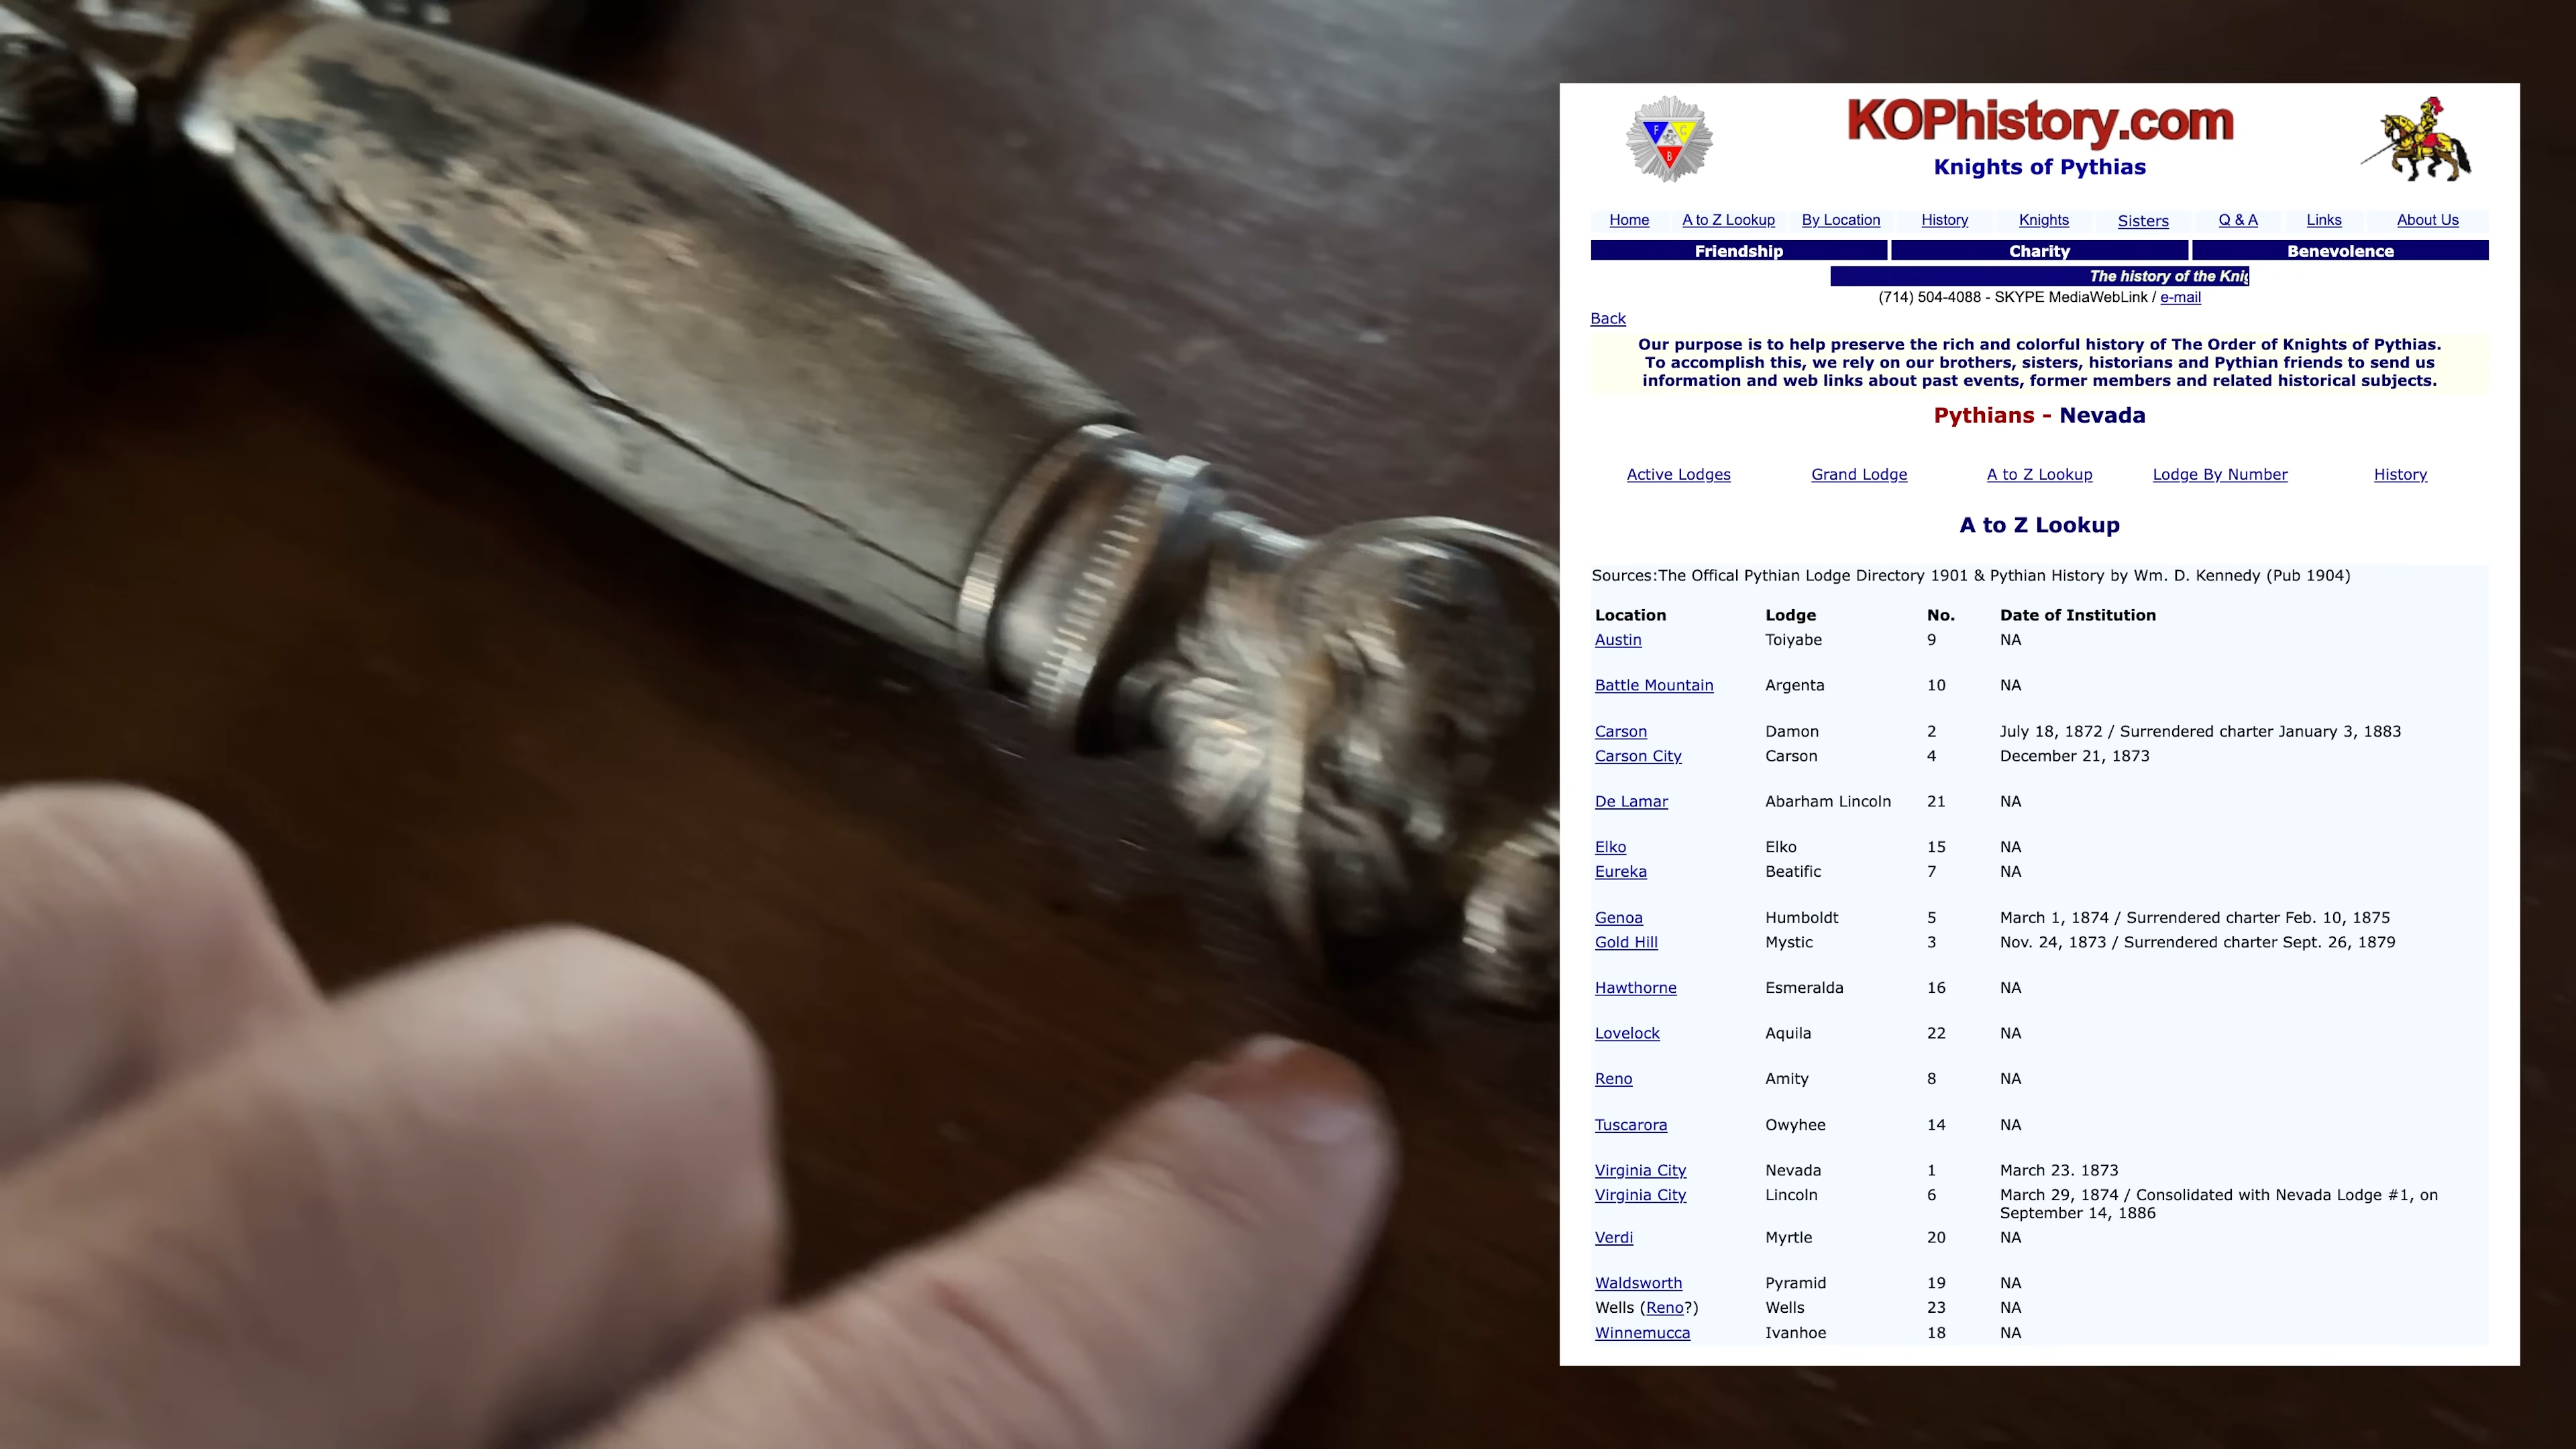 F C
B
KOPhistory.com
Knights of Pythias
Home A to Z Lookup By Location History Knights Sisters Q & A Links About Us
Friendship Charity Benevolence
The history of the
(714) 504-4088 - SKYPE MediaWebLink / e-mail
Back
Our purpose is to help preserve the rich and colorful history of The Order of Knights of Pythias.
To accomplish this, we rely on our brothers, sisters, historians and Pythian friends to send us
information and web links about past events, former members and related historical subjects.
Pythians - Nevada
Active Lodges Grand Lodge A to Z Lookup Lodge By Number History
A to Z Lookup
Sources:The Offical Pythian Lodge Directory 1901 & Pythian History by Wm. D. Kennedy (Pub 1904)
Location Lodge No. Date of Institution
Austin Toiyabe 9 NA
Battle Mountain Argenta 10 NA
Carson Damon 2 July 18, 1872 / Surrendered charter January 3, 1883
Carson City Carson 4 December 21, 1873
De Lamar Abarham Lincoln 21 NA
Elko Elko 15 NA
Eureka Beatific 7 NA
Genoa Humboldt 5 March 1, 1874 / Surrendered charter Feb. 10, 1875
Gold Hill Mystic 3 Nov. 24, 1873 / Surrendered charter Sept. 26, 1879
Hawthorne Esmeralda 16 NA
Lovelock Aquila 22 NA
Reno Amity 8 NA
Tuscarora Owyhee 14 NA
Virginia City Nevada 1 March 23. 1873
Virginia City Lincoln 6 March 29, 1874 / Consolidated with Nevada Lodge #1, on
September 14, 1886
Verdi Myrtle 20 NA
Waldsworth Pyramid 19 NA
Wells (Reno?) Wells 23 NA
Winnemucca Ivanhoe 18 NA